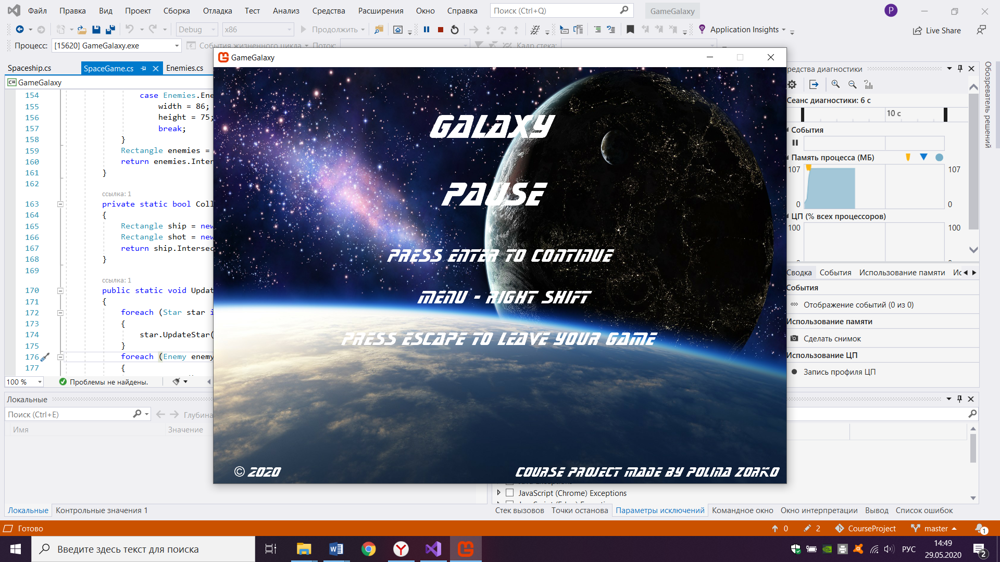 Файл Правка Вид Проект Сборка Отладка Тест Анализ Средства Расширения Окно Справка Поиск (Ctrl+Q) GameGalaxy P
Debug x86 Продолжить Application Insights Live Share
Процесс: [15620] GameGalaxy.exe События жизненного цикла Поток: Кадр стека:
GameGalaxy
Spaceship.cs SpaceGame.cs Enemies.cs
C# GameGalaxy
154 case Enemies.Ene
155 width = 86;
156 height = 75;
157 break;
158 }
159 Rectangle enemies =
160 return enemies.Inter
161 }
162
ссылка: 1
163 private static bool Coll
164 {
165 Rectangle ship = new
166 Rectangle shot = new
167 return ship.Intersec
168 }
169
ссылка: 1
170 public static void Updat
171 {
172 foreach (Star star i
173 {
174 star.UpdateStar(
175 }
176 foreach (Enemy enemy
177 {
100 % Проблемы не найдены.
GALAXY
PAUSE
PRESS ENTER TO CONTINUE
MENU - RIGHT SHIFT
PRESS ESCAPE TO LEAVE YOUR GAME
© 2020 COURSE PROJECT MADE BY POLINA ZORKO
редства диагностики
Сеанс диагностики: 6 с
10 с
События
Память процесса (МБ)
107 107
0 0
ЦП (% всех процессоров)
100 100
Сводка События Использование памяти Ис
События
Отображение событий (0 из 0)
Использование памяти
Сделать снимок
Использование ЦП
Запись профиля ЦП
Обозреватель решений
Локальные
Поиск (Ctrl+E) Глубина
Имя Значение
JavaScript (Chrome) Exceptions
Локальные Контрольные значения 1
Стек вызовов Точки останова Параметры исключений Командное окно Окно интерпретации Вывод Список ошибок
Готово 0 2 CourseProject master 1
Введите здесь текст для поиска
РУС 14:49
29.05.2020 2